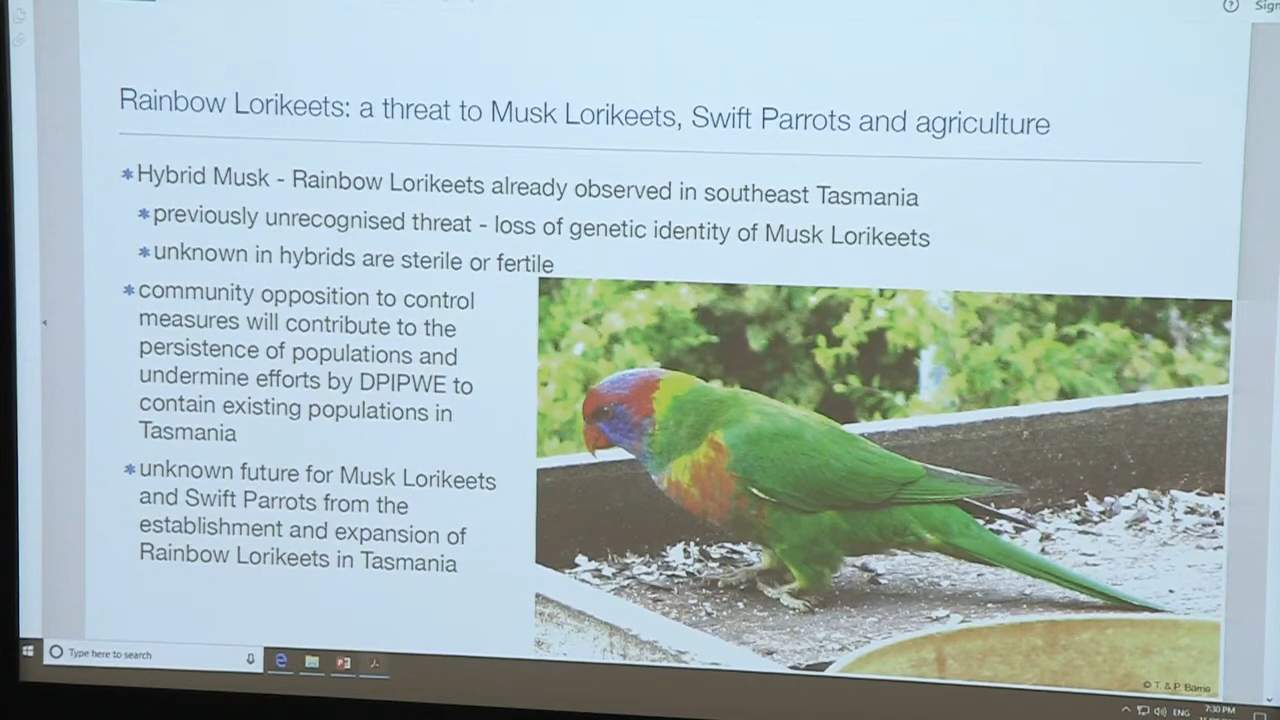 Sign
Rainbow Lorikeets: a threat to Musk Lorikeets, Swift Parrots and agriculture
* Hybrid Musk - Rainbow Lorikeets already observed in southeast Tasmania
* previously unrecognised threat - loss of genetic identity of Musk Lorikeets
* unknown in hybrids are sterile or fertile
* community opposition to control
measures will contribute to the
persistence of populations and
undermine efforts by DPIPWE to
contain existing populations in
Tasmania
* unknown future for Musk Lorikeets
and Swift Parrots from the
establishment and expansion of
Rainbow Lorikeets in Tasmania
© T. & P.
Type here to search
ENG
7:30 PM